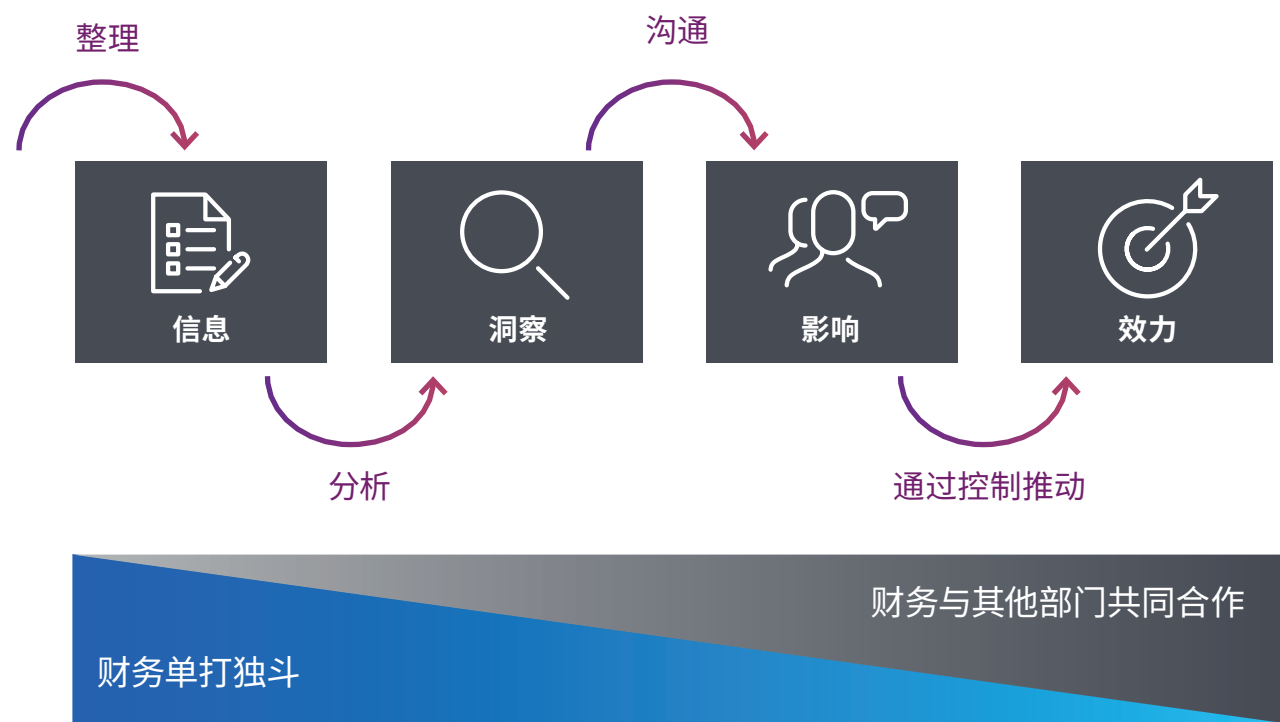 整理
沟通
信息
洞察
影响
效力
分析
通过控制推动
财务与其他部门共同合作
财务单打独斗